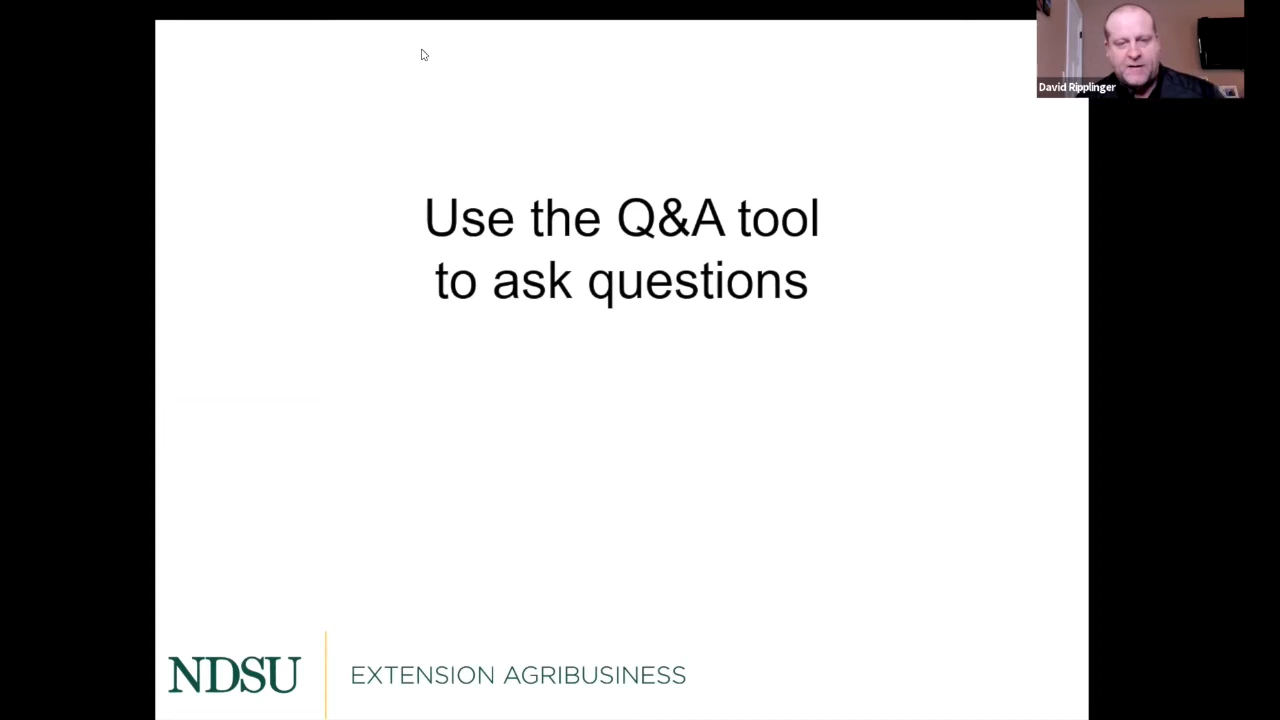 David Ripplinger
Use the Q&A tool
to ask questions
NDSU
EXTENSION AGRIBUSINESS